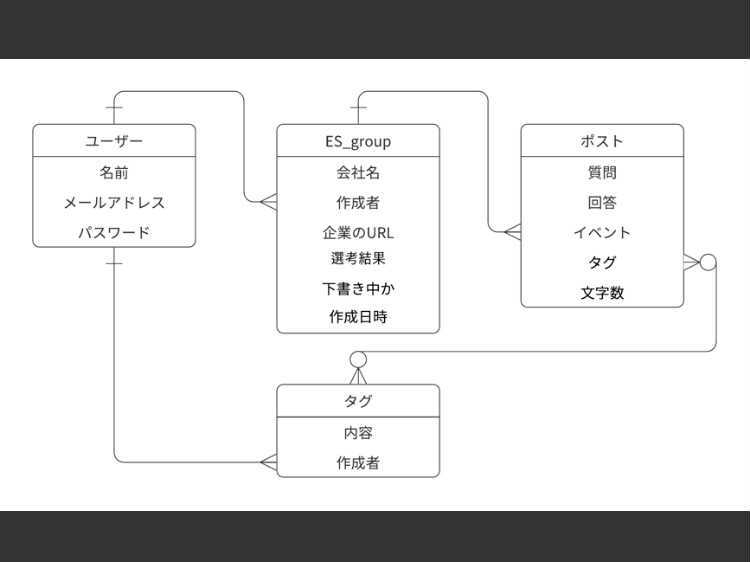 ユーザー
名前
メールアドレス
パスワード
ES_group
会社名
作成者
企業のURL
選考結果
下書き中か
作成日時
ポスト
質問
回答
イベント
タグ
文字数
タグ
内容
作成者